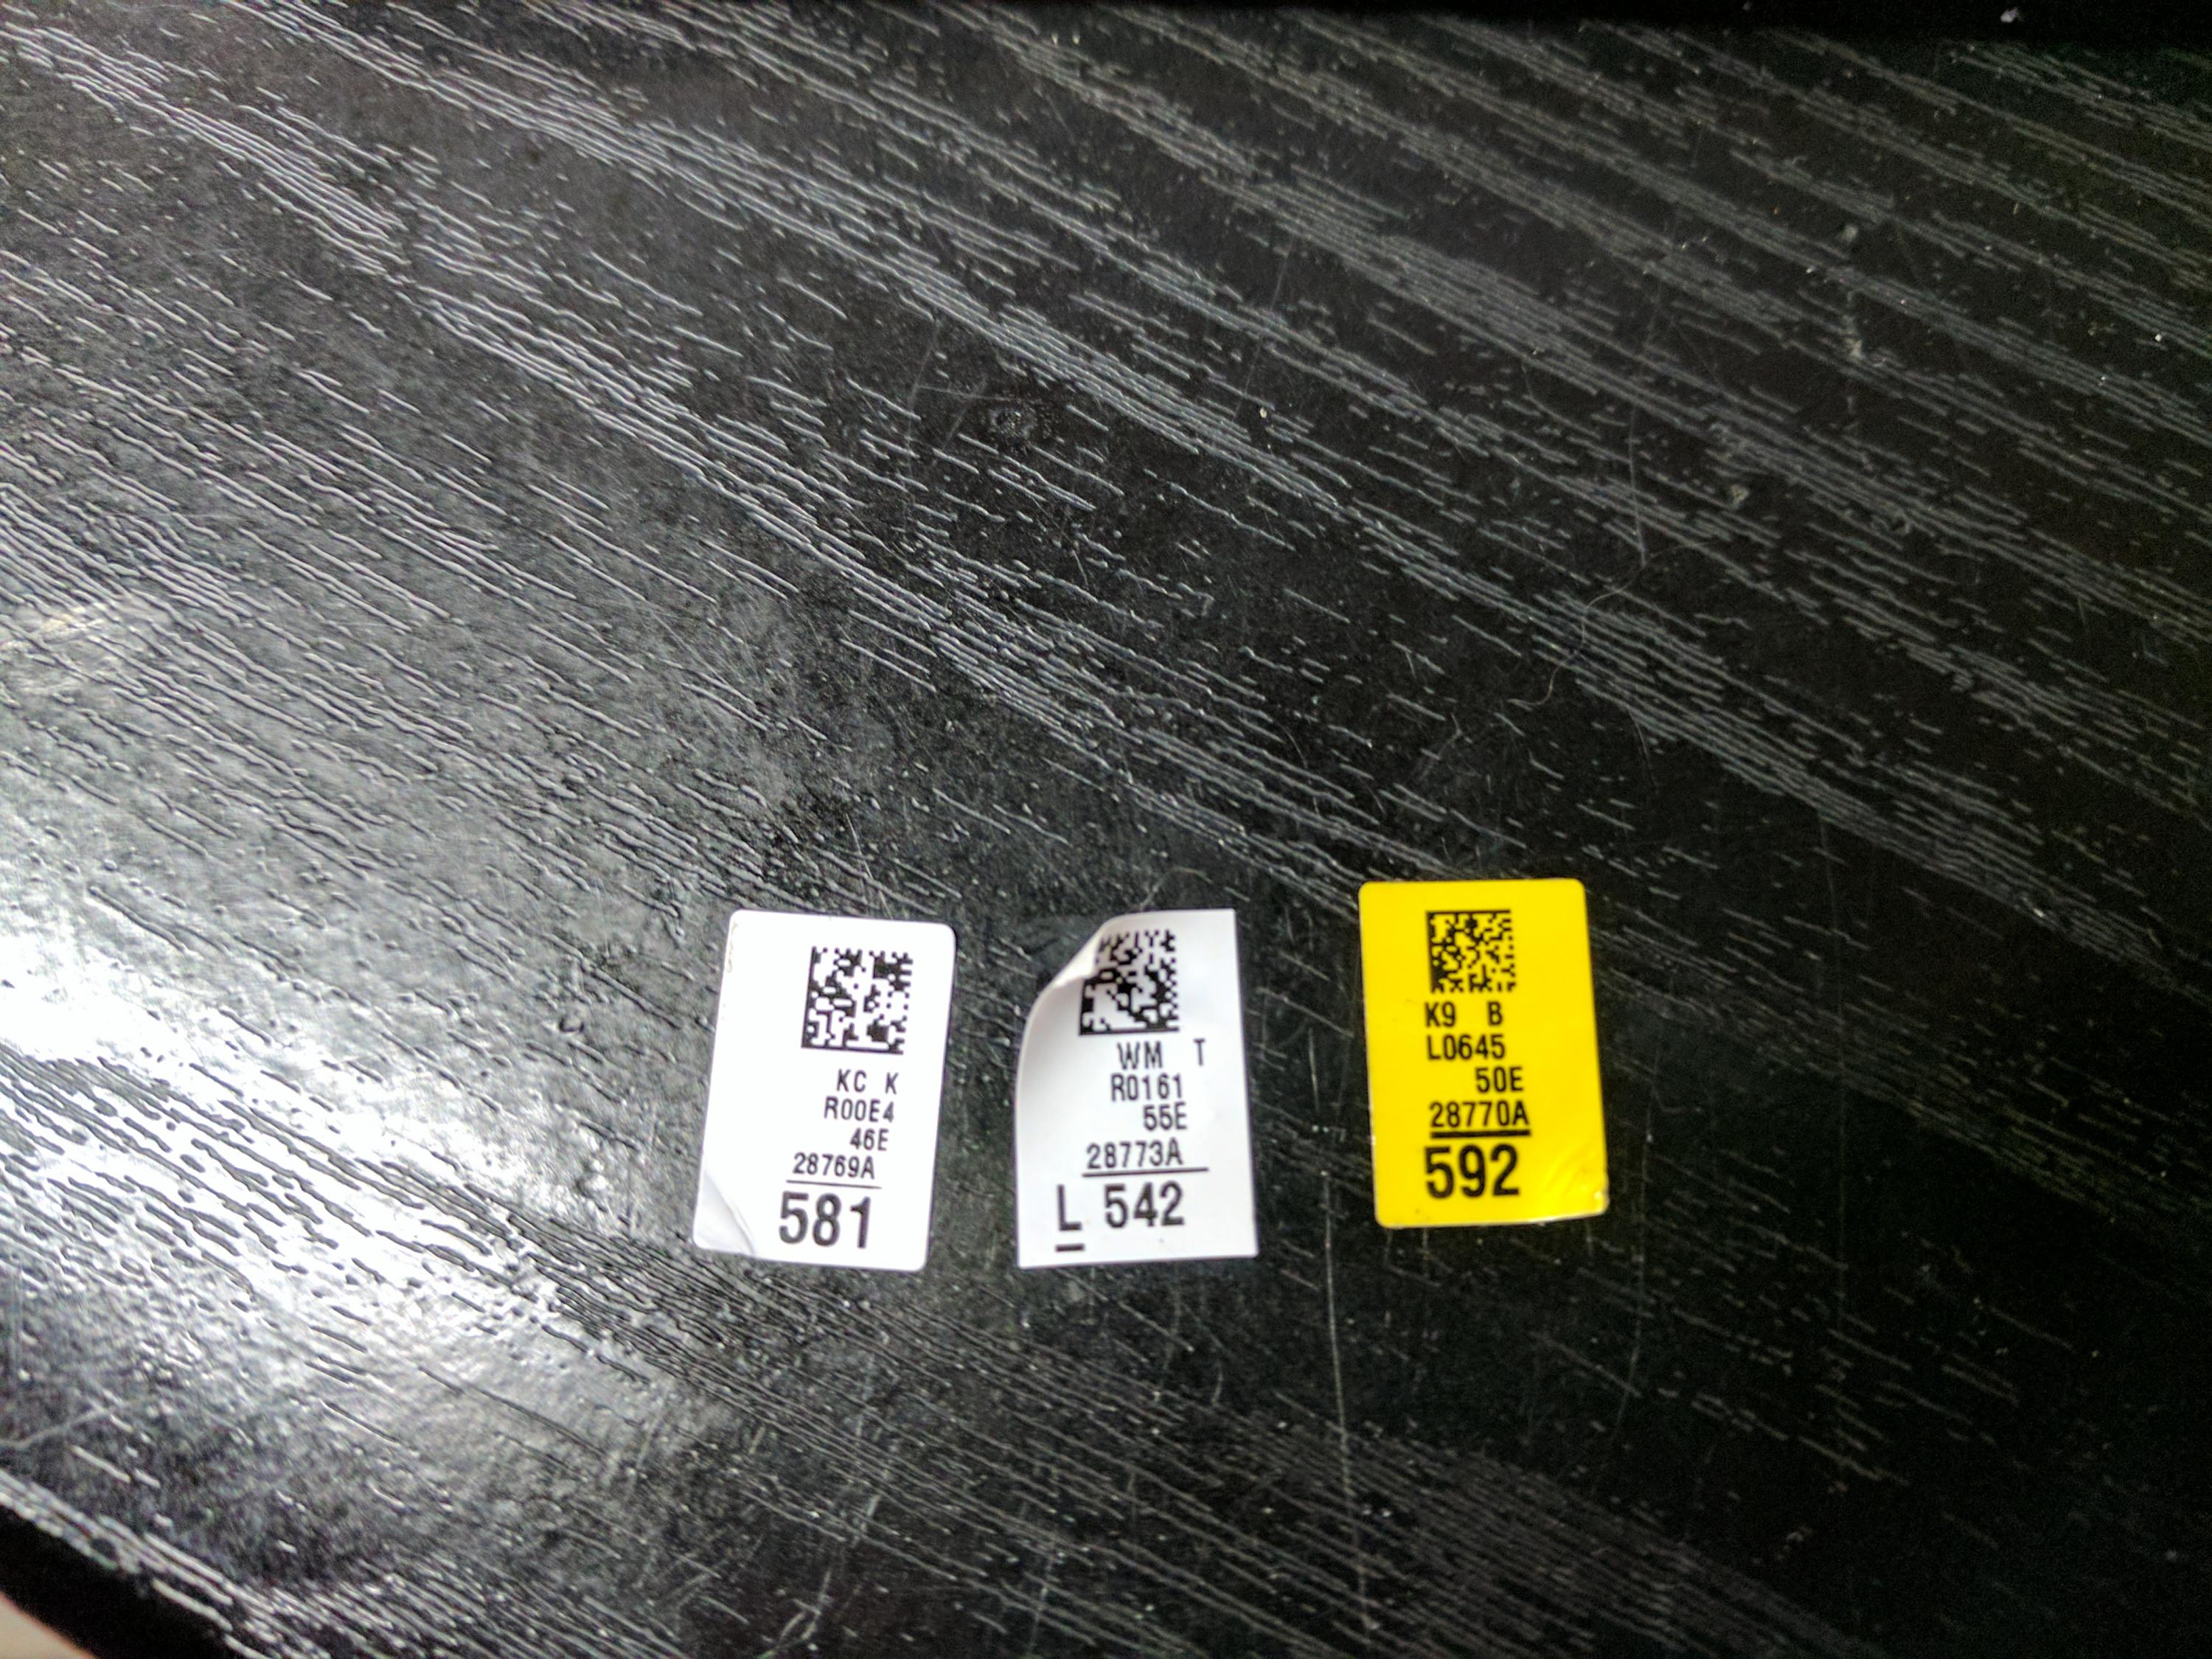 KC K
R00E4
46E
28769A
581
WM T
R0161
55E
28773A
L 542
K9 B
L0645
50E
28770A
592